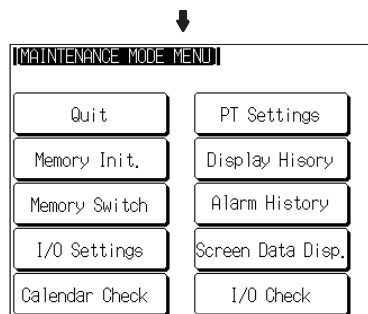 [MAINTENANCE MODE MENU]
Quit
PT Settings
Memory Init.
Display Hisory
Memory Switch
Alarm History
I/O Settings
Screen Data Disp.
Calendar Check
I/O Check